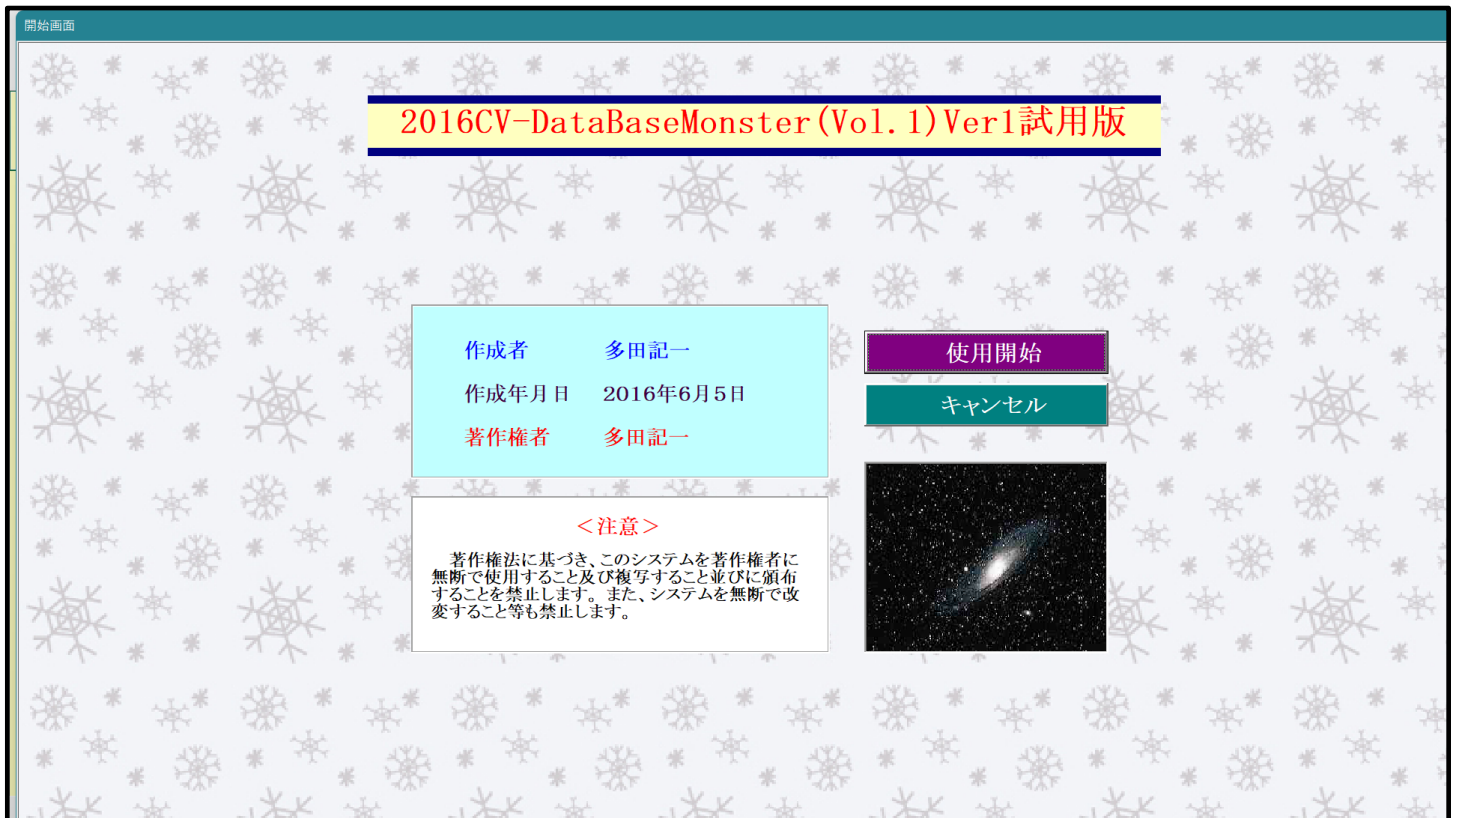 開始画面
2016CV-DataBaseMonster(Vol.1)Ver1試用版
作成者 多田記一
作成年月日 2016年6月5日
著作権者 多田記一
使用開始
キャンセル
＜注意＞
著作権法に基づき、このシステムを著作権者に
無断で使用すること及び複写すること並びに頒布
することを禁止します。また、システムを無断で改
変すること等も禁止します。